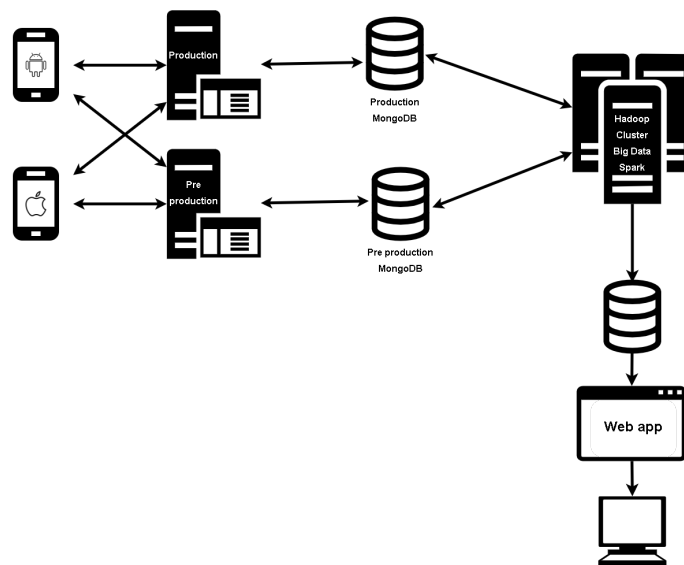 Production
Production
MongoDB
Hadoop
Cluster
Big Data
Spark
Pre
production
Pre production
MongoDB
Web app